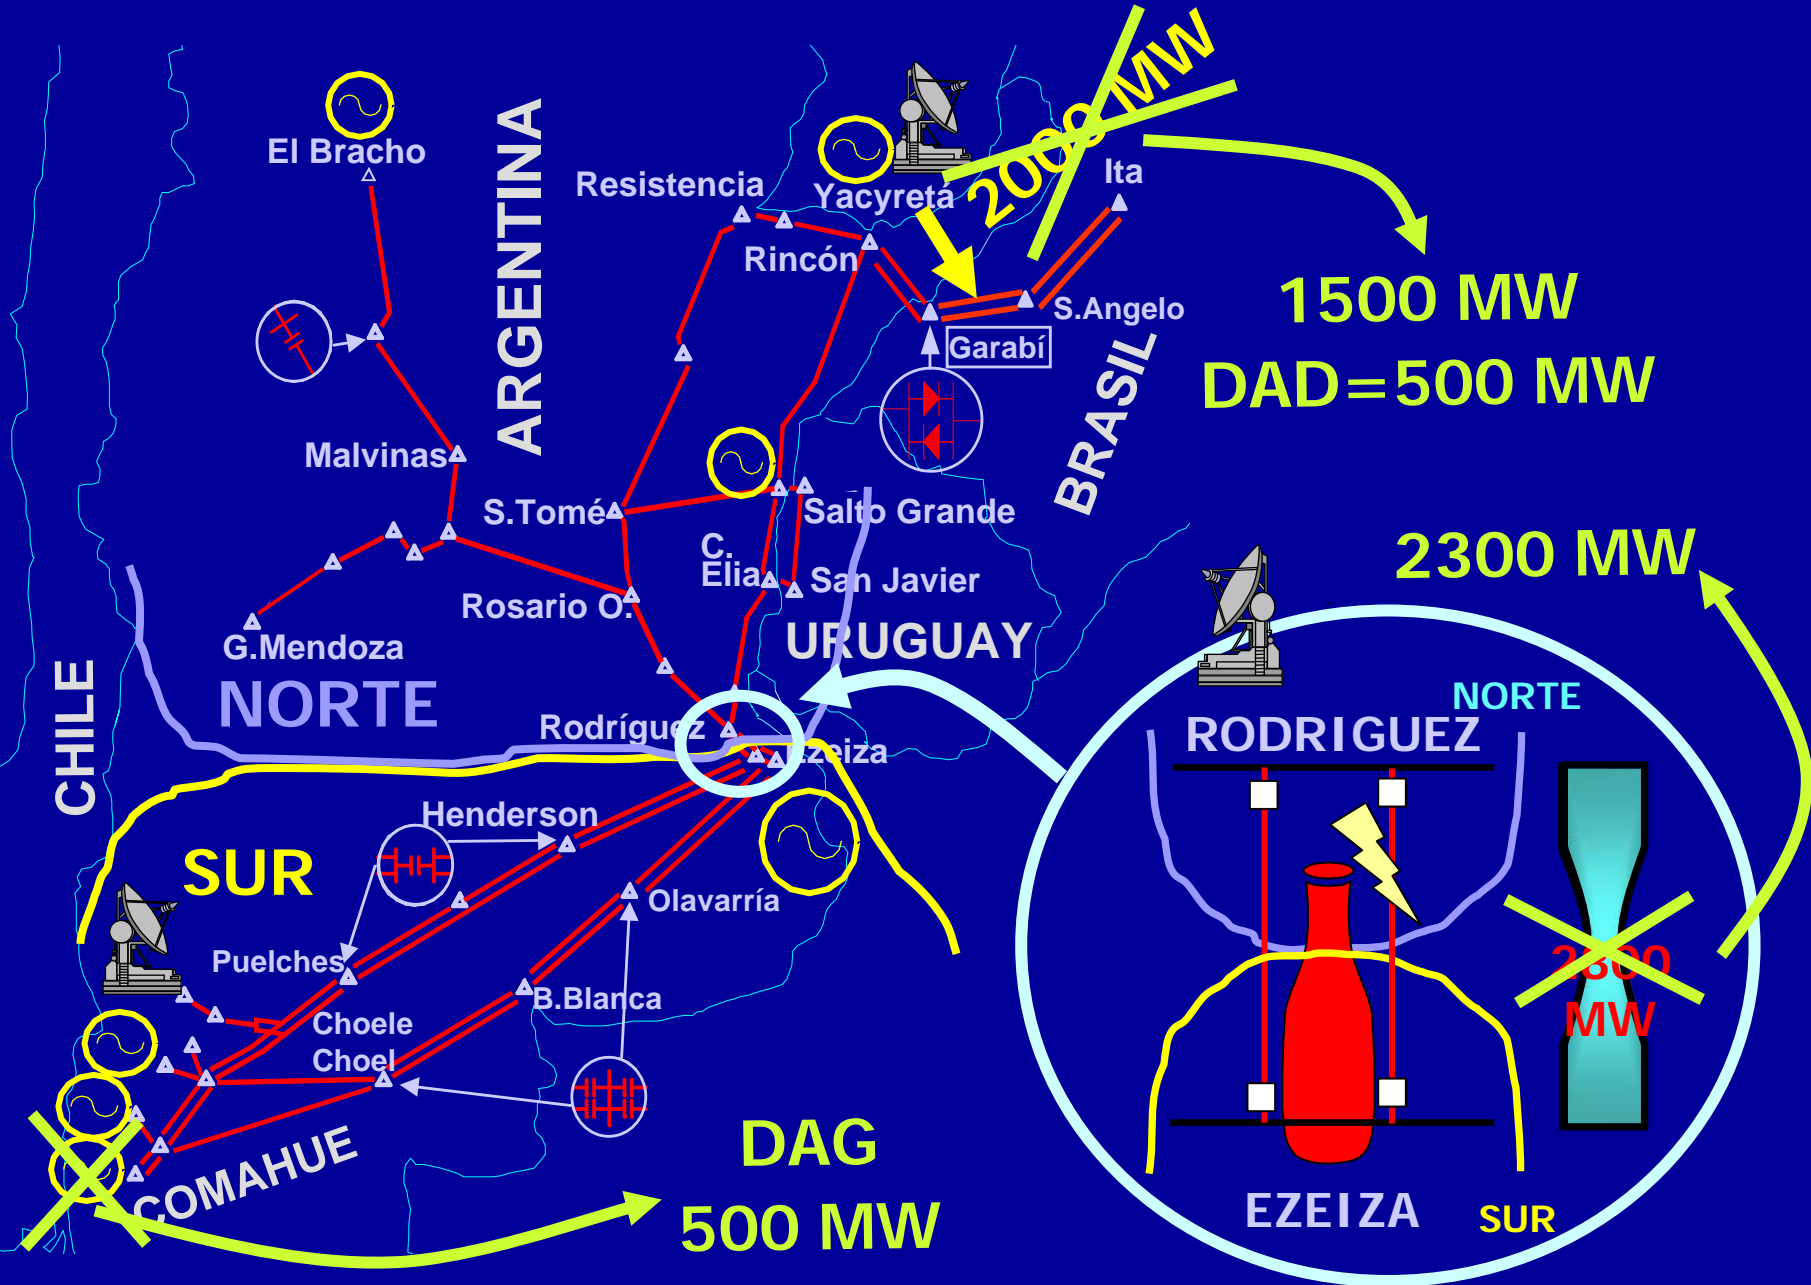 2000 MW
El Bracho
ARGENTINA
Resistencia
Yacyretá
Ita
Rincón
1500 MW
S.Angelo
Garabí
DAD=500 MW
BRASIL
Malvinas
S.Tomé
Salto Grande
C.
Elia
San Javier
2300 MW
Rosario O.
URUGUAY
G.Mendoza
NORTE
CHILE
Rodríguez
Ezeiza
NORTE
RODRIGUEZ
Henderson
SUR
Olavarría
Puelches
B.Blanca
2800
MW
Choele
Choel
COMAHUE
DAG
500 MW
EZEIZA
SUR